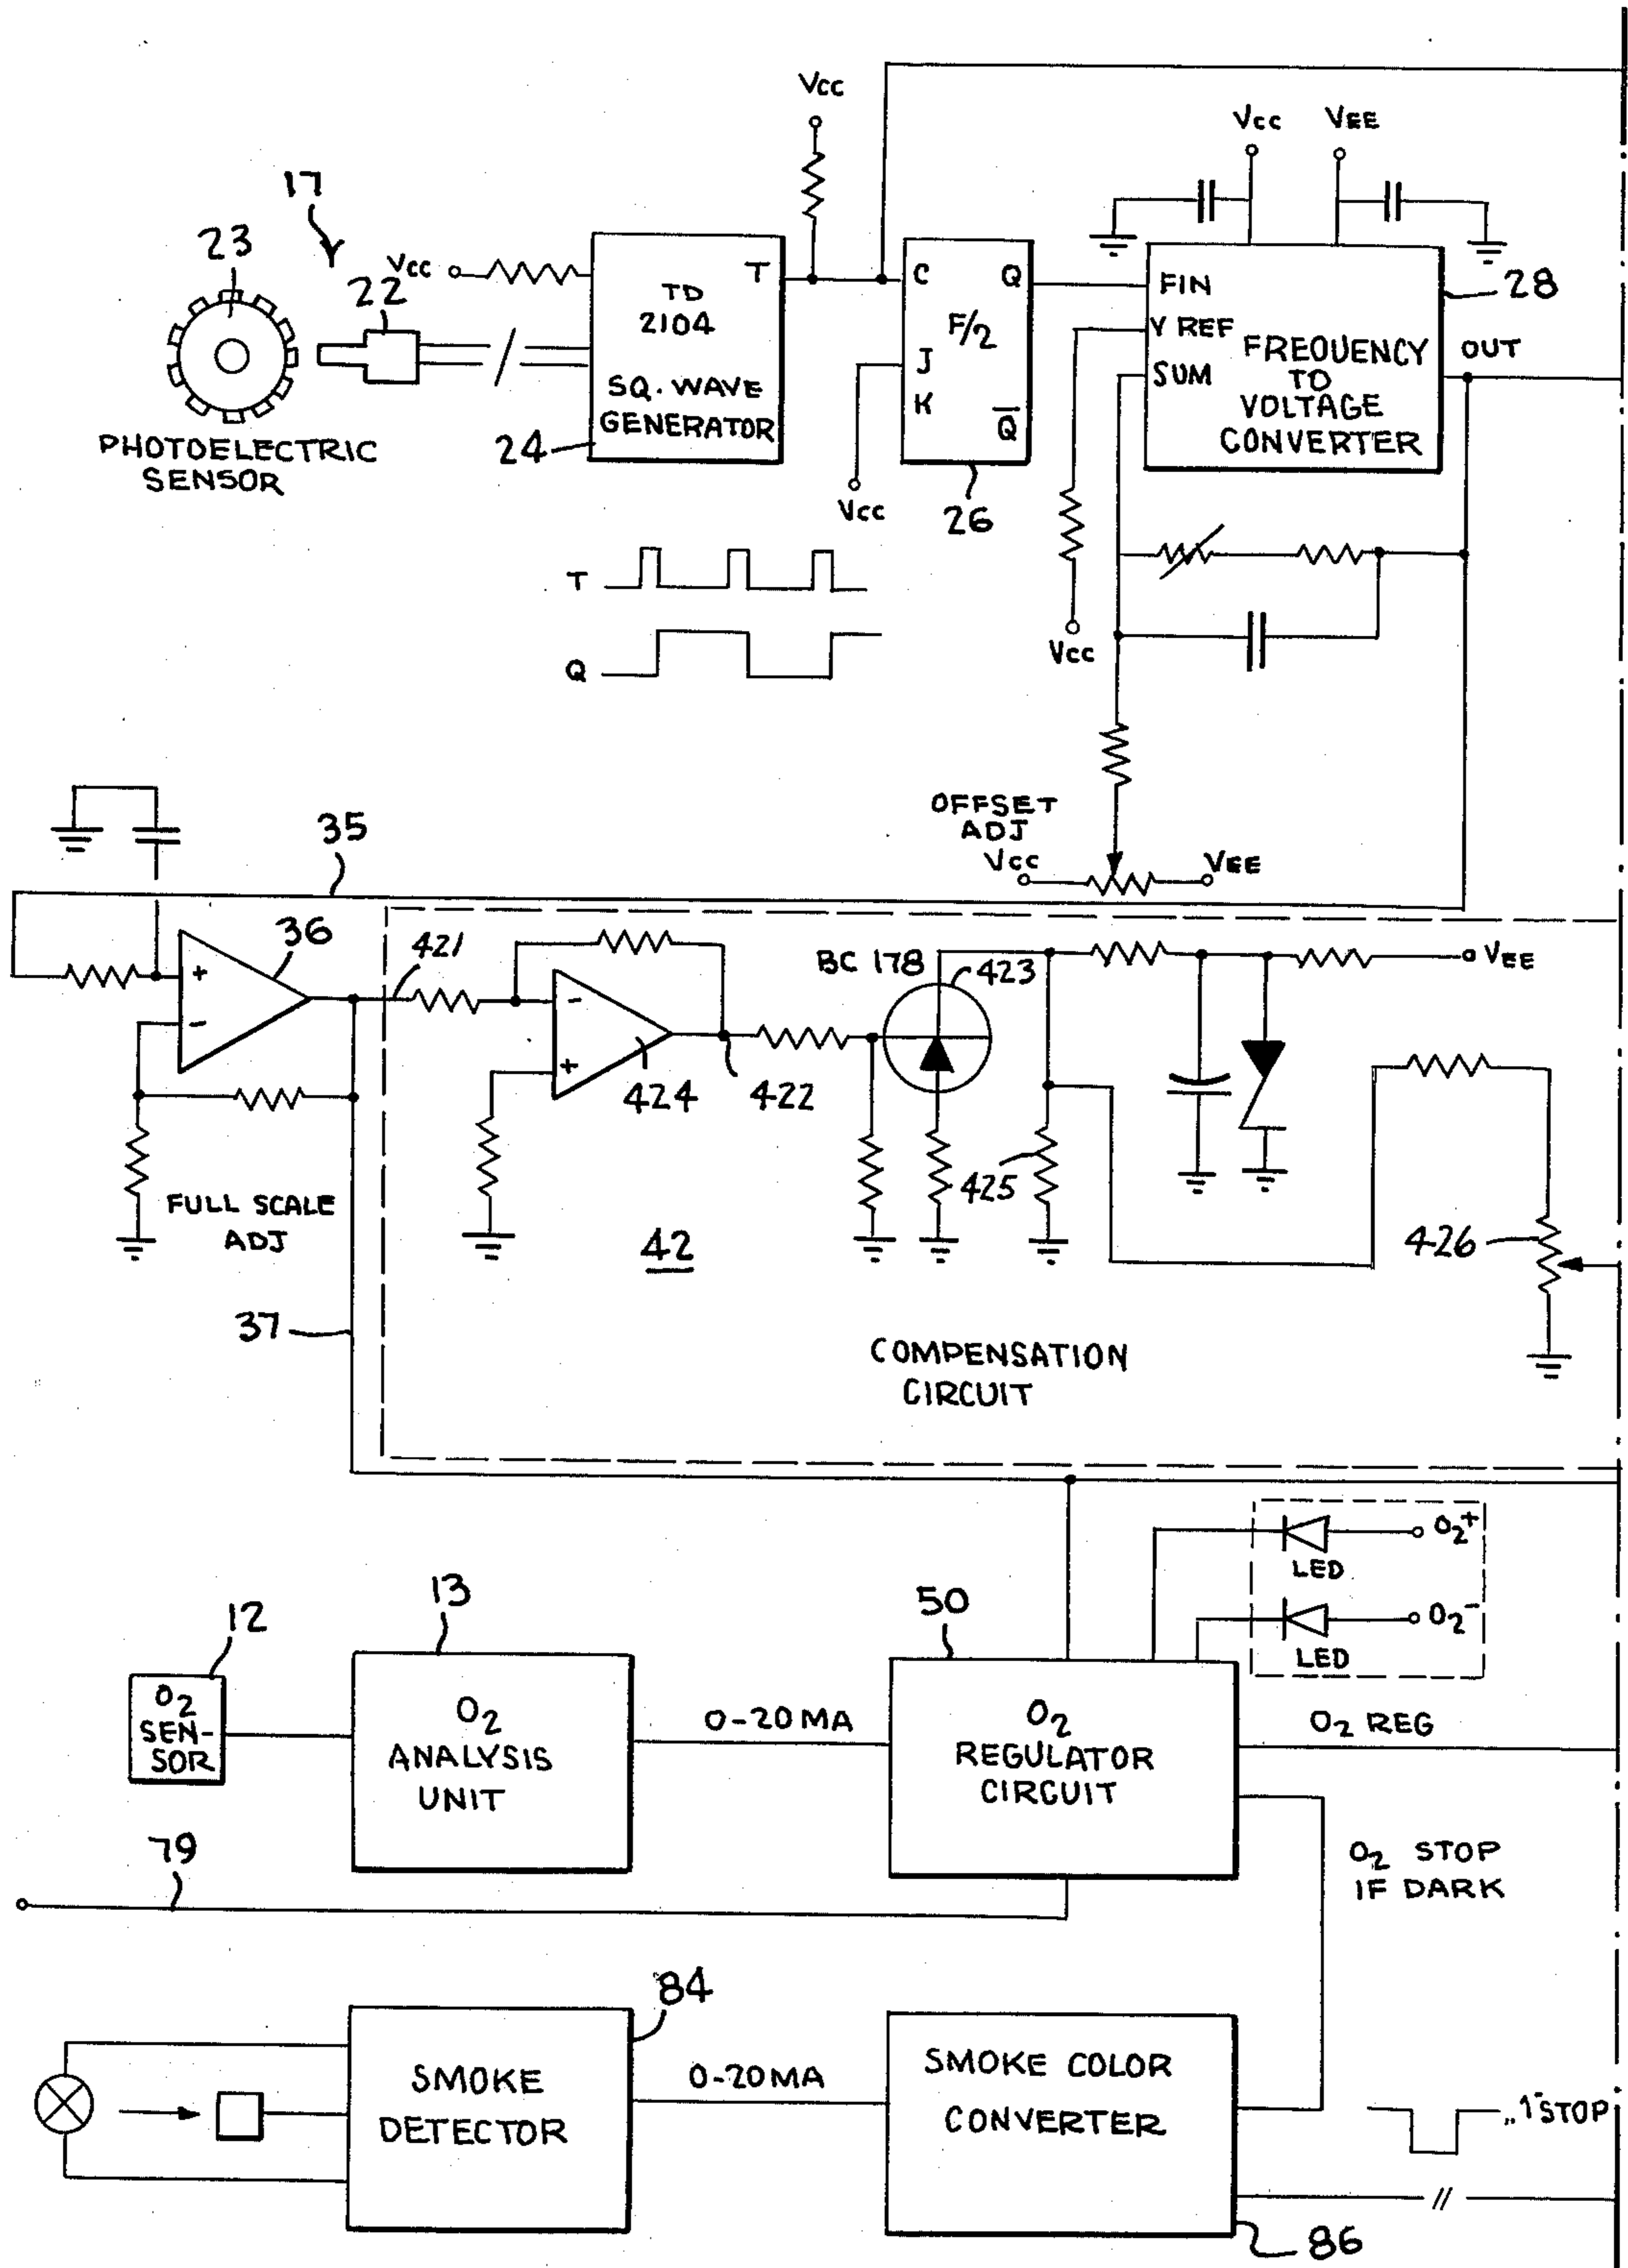 Vcc
Vcc
VEE
17
23
Vcc
22
TD
2104
SQ. WAVE
GENERATOR
T
24
C
Q
F/2
J
K
Q
Vcc
26
FIN
V REF
SUM
FREQUENCY
TO
VOLTAGE
CONVERTER
28
OUT
PHOTOELECTRIC
SENSOR
T
Q
Vcc
OFFSET
ADJ
Vcc
VEE
35
36
+
-
421
-
+
424
422
BC 178
423
VEE
425
426
FULL SCALE
ADJ
42
37
COMPENSATION
CIRCUIT
O2+
LED
O2-
LED
12
13
50
O2
SEN-
SOR
O2
ANALYSIS
UNIT
0-20MA
O2
REGULATOR
CIRCUIT
O2 REG
79
O2 STOP
IF DARK
84
SMOKE
DETECTOR
0-20MA
SMOKE COLOR
CONVERTER
„1"STOP
//
86